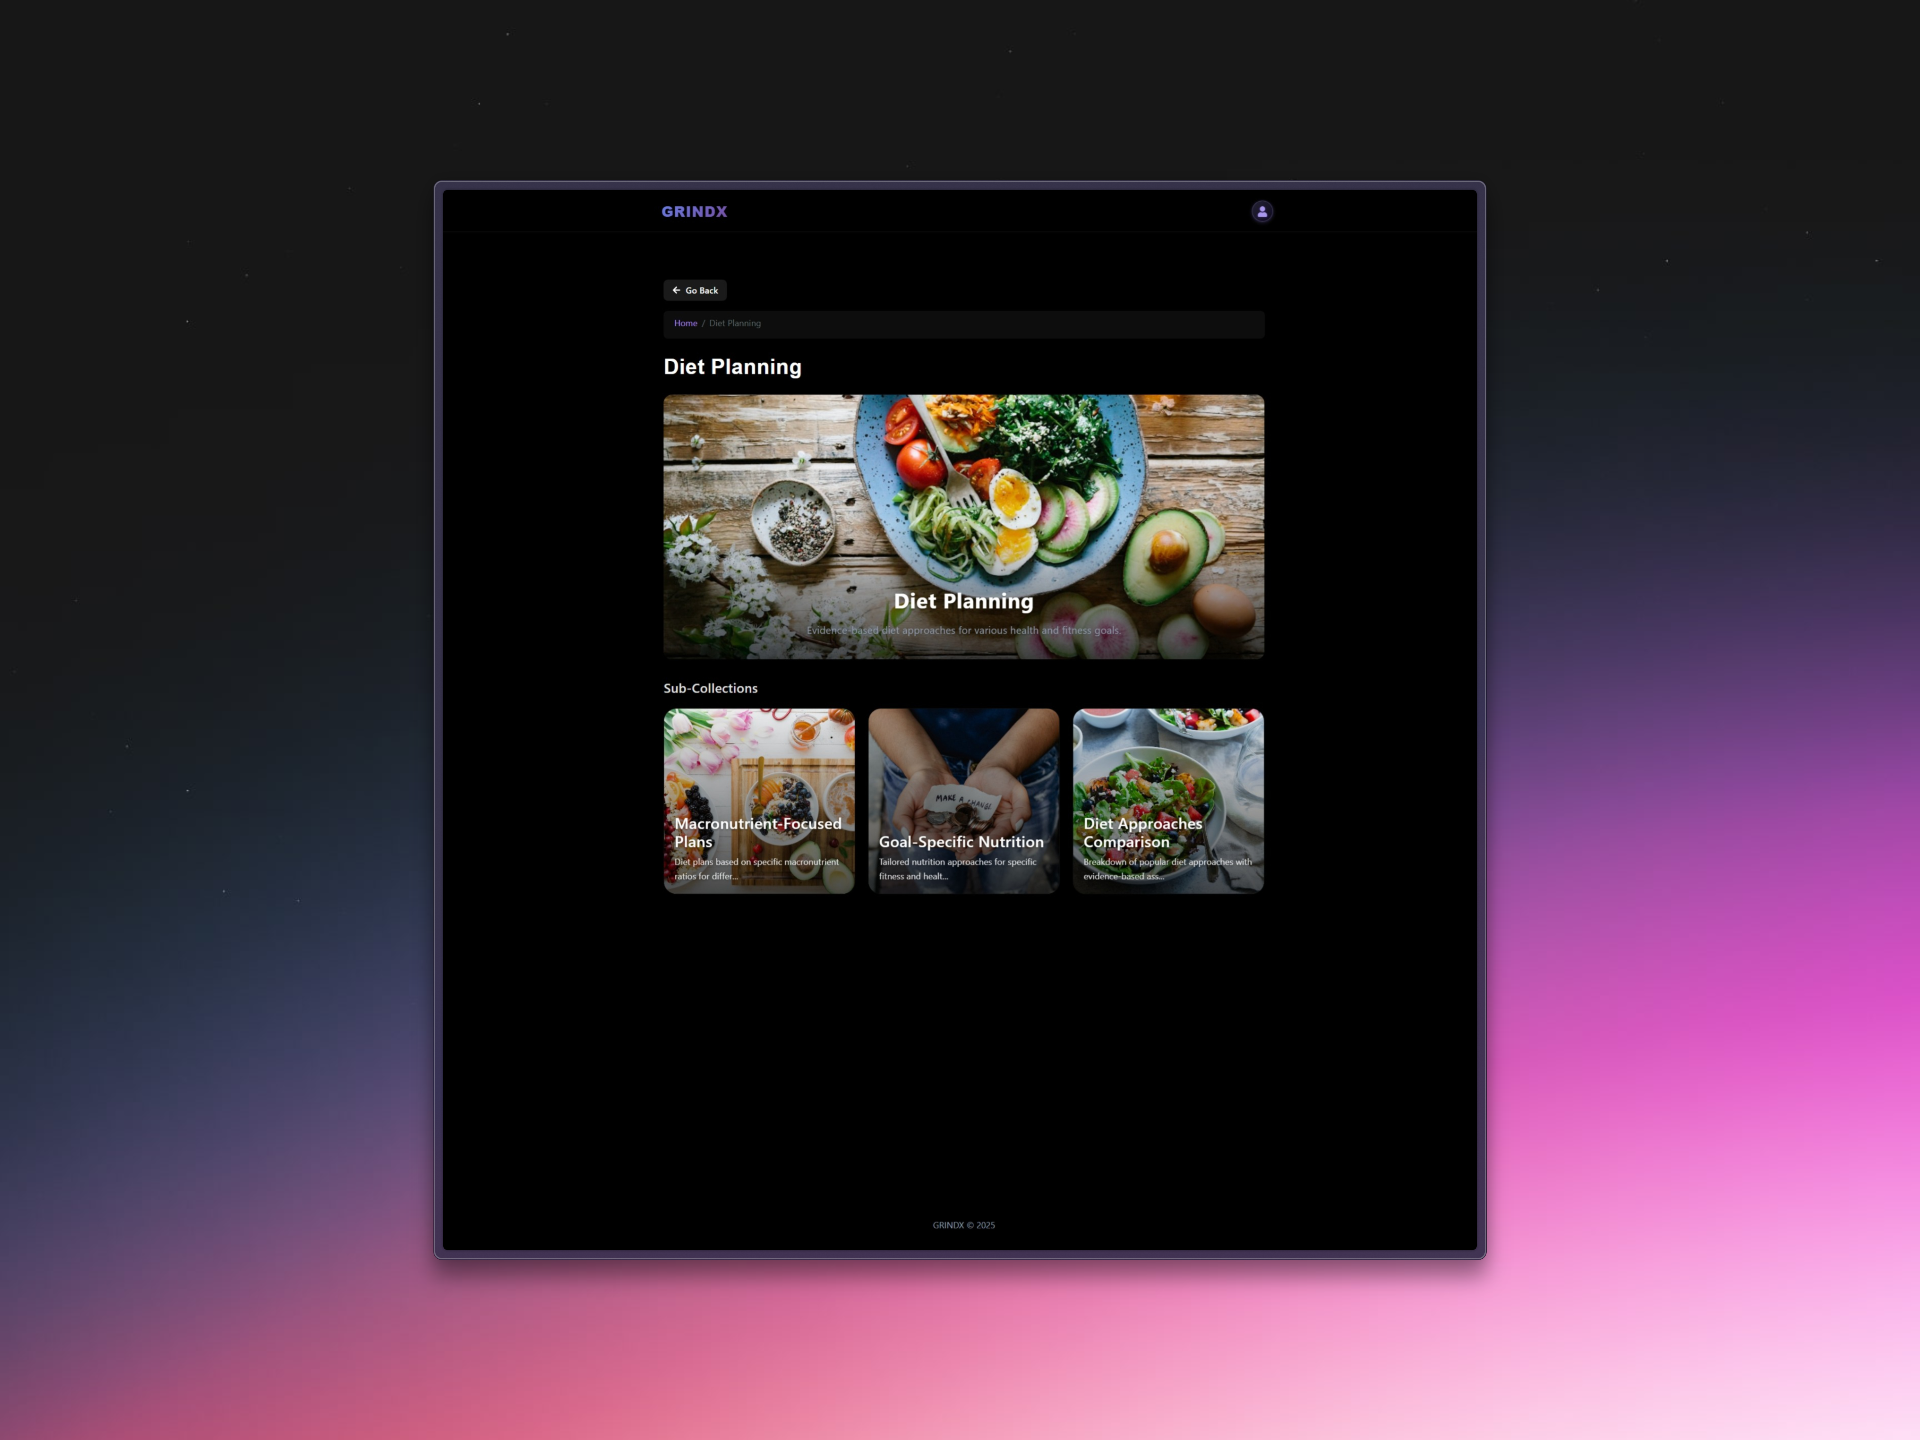 GRINDX
Go Back
Home / Diet Planning
Diet Planning
Diet Planning
Evidence-based diet approaches for various health and fitness goals.
Sub-Collections
MAKE A CHANGE
Macronutrient-Focused
Plans
Diet plans based on specific macronutrient
ratios for differ...
Goal-Specific Nutrition
Tailored nutrition approaches for specific
fitness and healt...
Diet Approaches
Comparison
Breakdown of popular diet approaches with
evidence-based ass...
GRINDX © 2025